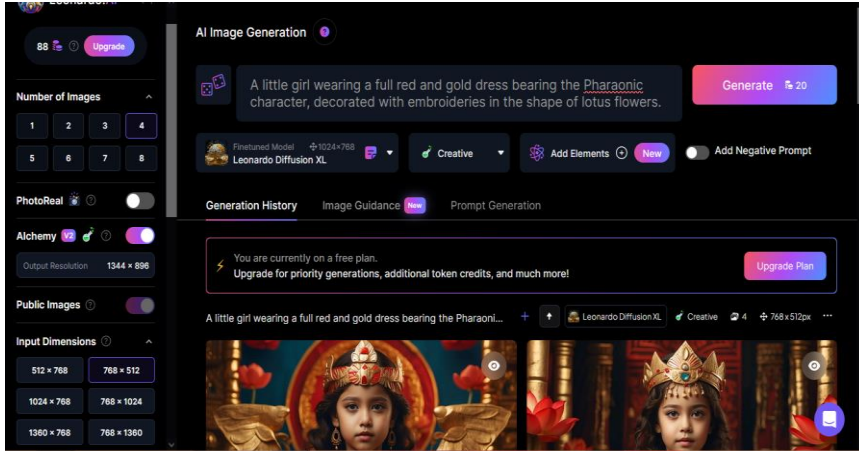 88 Upgrade
Number of Images
1 2 3 4
5 6 7 8
PhotoReal
Alchemy V2
Output Resolution 1344 × 896
Public Images
Input Dimensions
512 × 768 768 × 512
1024 × 768 768 × 1024
1360 × 768 768 × 1360
AI Image Generation ?
A little girl wearing a full red and gold dress bearing the Pharaonic
character, decorated with embroideries in the shape of lotus flowers.
Generate 20
Finetuned Model 1024×768
Leonardo Diffusion XL
Creative
Add Elements New
Add Negative Prompt
Generation History Image Guidance New Prompt Generation
You are currently on a free plan.
Upgrade for priority generations, additional token credits, and much more!
Upgrade Plan
A little girl wearing a full red and gold dress bearing the Pharaoni... Leonardo Diffusion XL Creative 4 768x512px ...